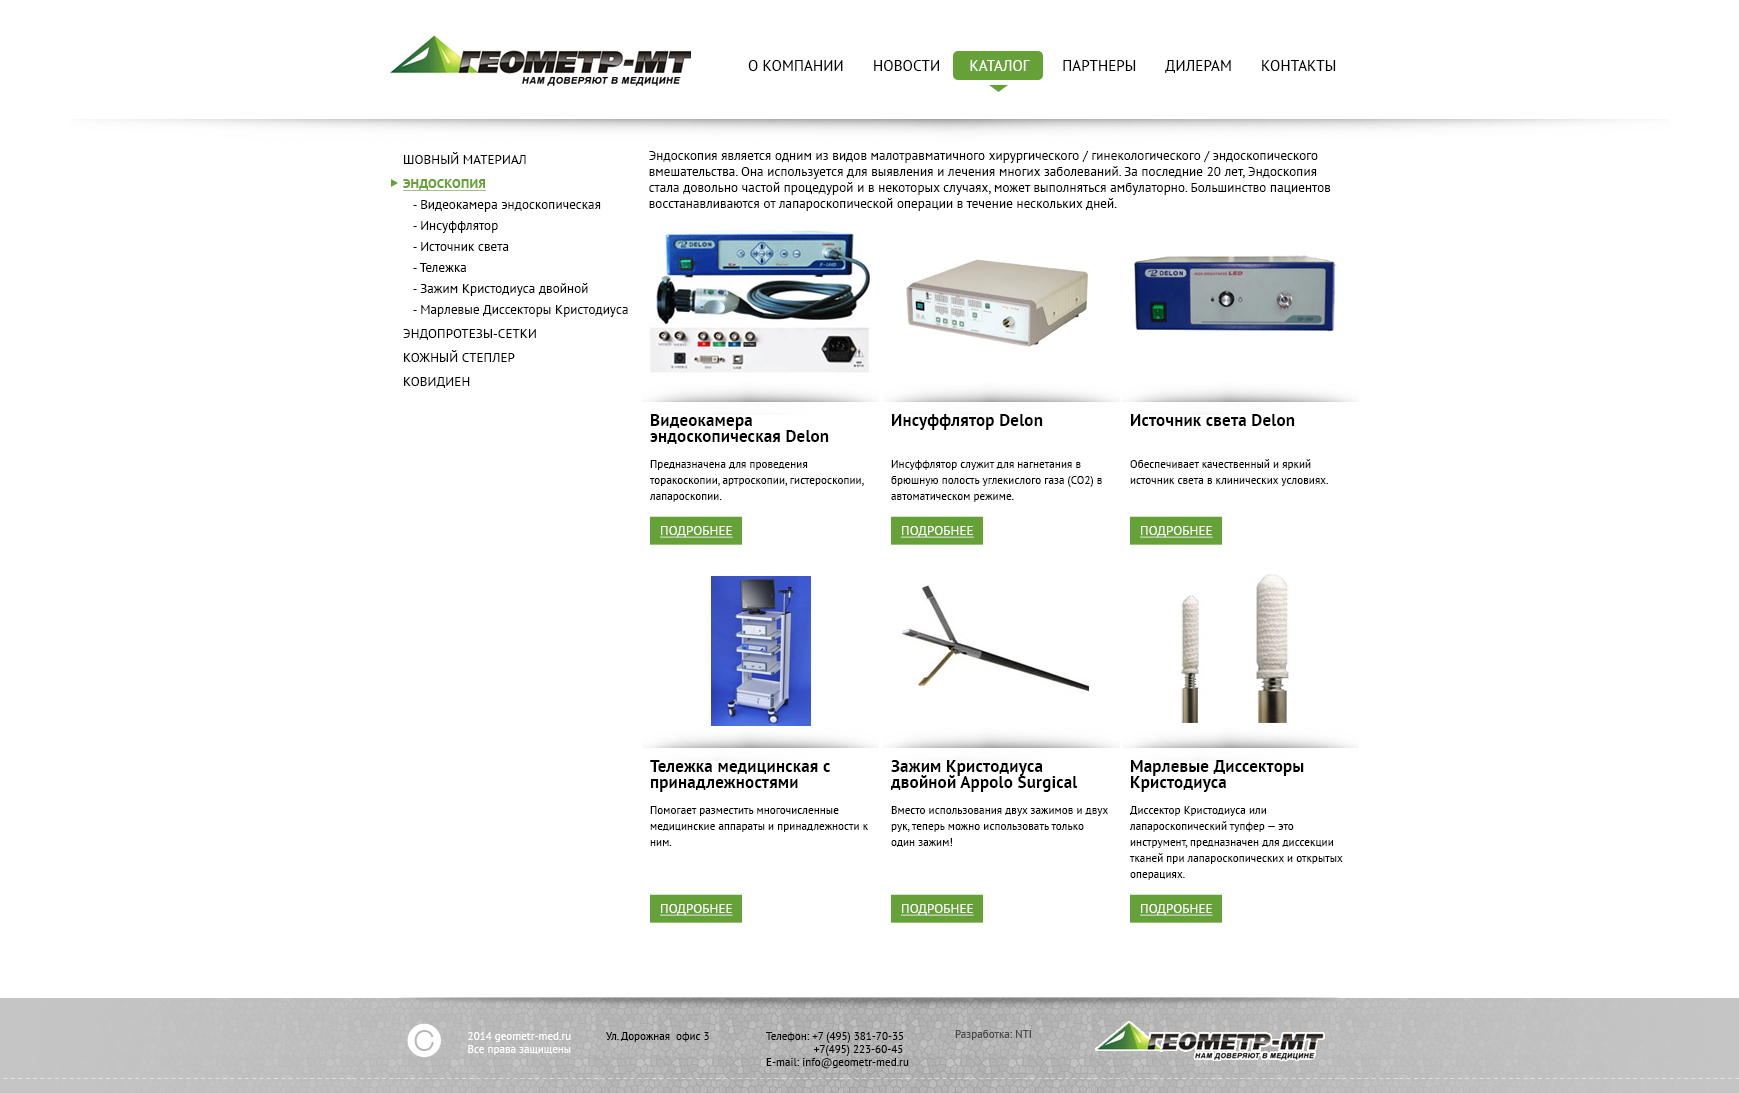 ГЕОМЕТР-МТ
НАМ ДОВЕРЯЮТ В МЕДИЦИНЕ
О КОМПАНИИ
НОВОСТИ
КАТАЛОГ
ПАРТНЕРЫ
ДИЛЕРАМ
КОНТАКТЫ
ШОВНЫЙ МАТЕРИАЛ
ЭНДОСКОПИЯ
- Видеокамера эндоскопическая
- Инсуффлятор
- Источник света
- Тележка
- Зажим Кристодиуса двойной
- Марлевые Диссекторы Кристодиуса
ЭНДОПРОТЕЗЫ-СЕТКИ
КОЖНЫЙ СТЕПЛЕР
КОВИДИЕН
Эндоскопия является одним из видов малотравматичного хирургического / гинекологического / эндоскопического
вмешательства. Она используется для выявления и лечения многих заболеваний. За последние 20 лет, Эндоскопия
стала довольно частой процедурой и в некоторых случаях, может выполняться амбулаторно. Большинство пациентов
восстанавливаются от лапароскопической операции в течение нескольких дней.
DELON
DELON
LED
Видеокамера
эндоскопическая Delon
Предназначена для проведения
торакоскопии, артроскопии, гистероскопии,
лапароскопии.
ПОДРОБНЕЕ
Инсуффлятор Delon
Инсуффлятор служит для нагнетания в
брюшную полость углекислого газа (CO2) в
автоматическом режиме.
ПОДРОБНЕЕ
Источник света Delon
Обеспечивает качественный и яркий
источник света в клинических условиях.
ПОДРОБНЕЕ
Тележка медицинская с
принадлежностями
Помогает разместить многочисленные
медицинские аппараты и принадлежности к
ним.
ПОДРОБНЕЕ
Зажим Кристодиуса
двойной Appolo Surgical
Вместо использования двух зажимов и двух
рук, теперь можно использовать только
один зажим!
ПОДРОБНЕЕ
Марлевые Диссекторы
Кристодиуса
Диссектор Кристодиуса или
лапароскопический тупфер — это
инструмент, предназначен для диссекции
тканей при лапароскопических и открытых
операциях.
ПОДРОБНЕЕ
2014 geometr-med.ru
Все права защищены
Ул. Дорожная офис 3
Телефон: +7 (495) 381-70-35
+7(495) 223-60-45
E-mail: info@geometr-med.ru
Разработка: NTI
ГЕОМЕТР-МТ
НАМ ДОВЕРЯЮТ В МЕДИЦИНЕ